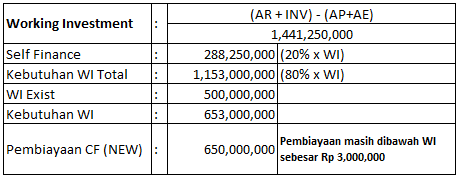 Working Investment : (AR + INV) - (AP+AE)
1,441,250,000
Self Finance : 288,250,000 (20% x WI)
Kebutuhan WI Total : 1,153,000,000 (80% x WI)
WI Exist : 500,000,000
Kebutuhan WI : 653,000,000
Pembiayaan CF (NEW) : 650,000,000 Pembiayaan masih dibawah WI
sebesar Rp 3,000,000